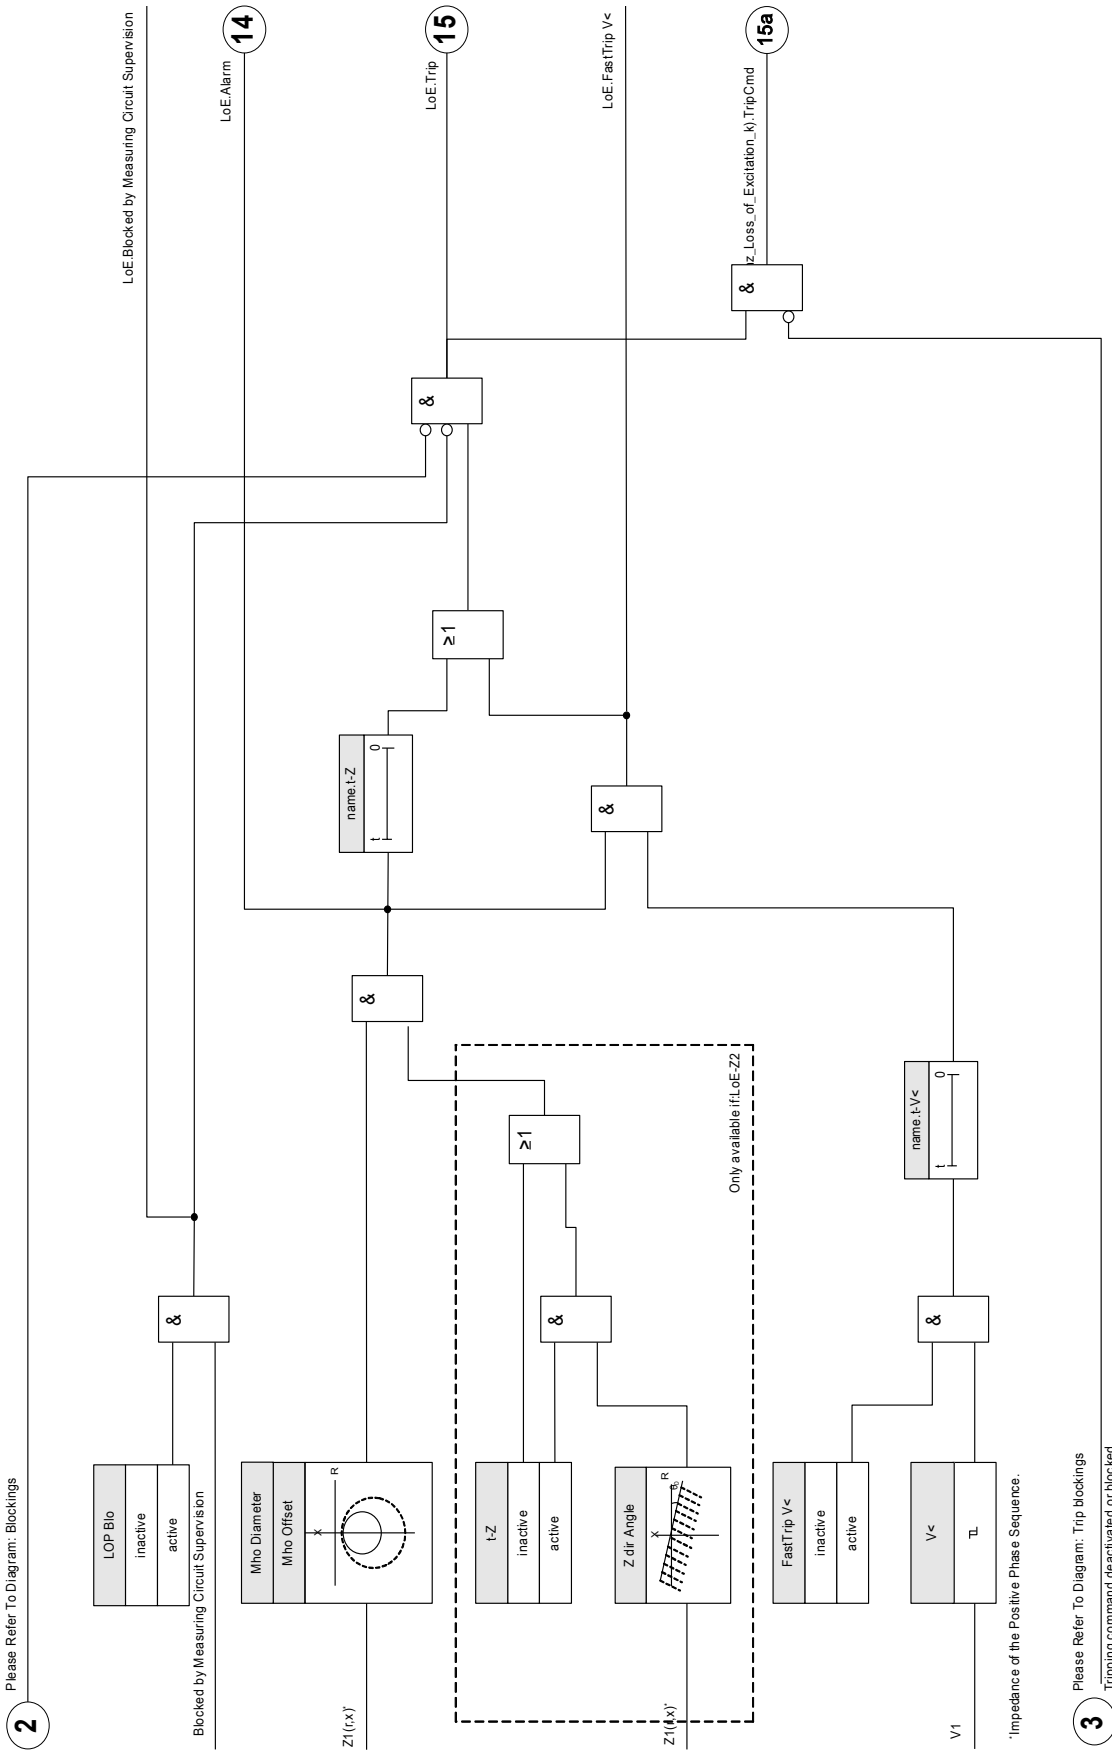 2
Please Refer To Diagram: Blockings
LoE.Blocked by Measuring Circuit Supervision
LOP Blo
inactive
active
&
Blocked by Measuring Circuit Supervision
LoE.Alarm
14
Mho Diameter
Mho Offset
X
R
Z1(r,x)'
&
name.t-Z
t
0
≥1
&
LoE.Trip
15
t-Z
inactive
active
Z dir Angle
X
R
&
≥1
Only available if:LoE-Z2
&
LoE.FastTrip V<
FastTrip V<
inactive
active
V<
V1
&
name.t-V<
t
0
&
z_Loss_of_Excitation_k).TripCmd
15a
'Impedance of the Positive Phase Sequence.
3
Please Refer To Diagram: Trip blockings
Tripping command deactivated or blocked